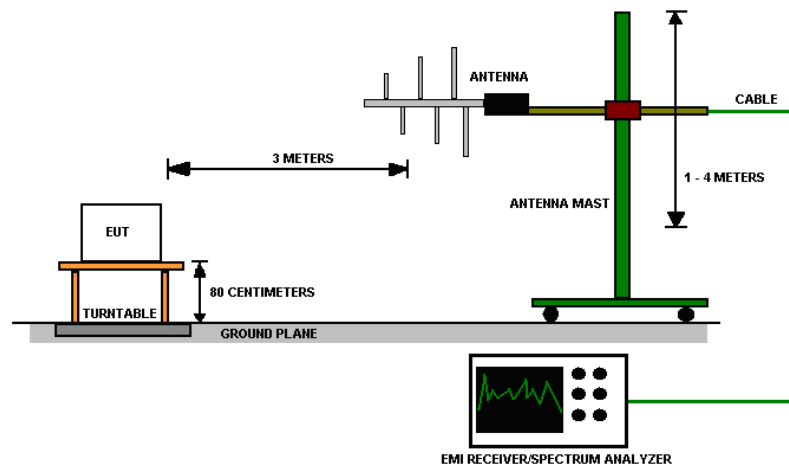 ANTENNA
CABLE
3 METERS
1 - 4 METERS
ANTENNA MAST
EUT
80 CENTIMETERS
TURNTABLE
GROUND PLANE
EMI RECEIVER/SPECTRUM ANALYZER